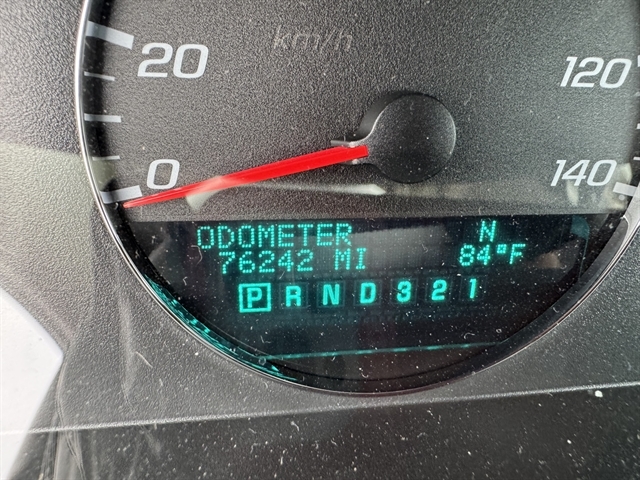 km/h
20
120
0
140
ODOMETER N
76242 MI 84°F
P R N D 3 2 1